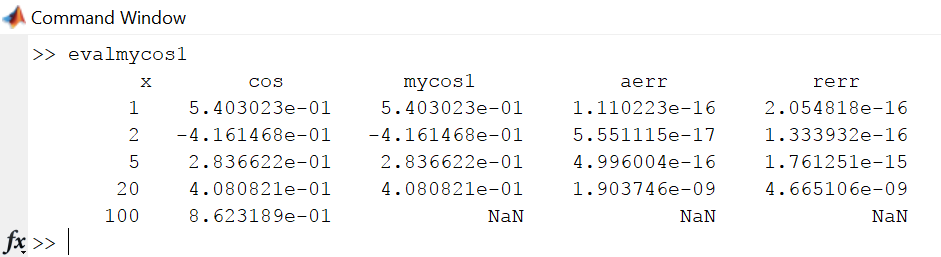 Command Window
>> evalmycos1
x cos mycos1 aerr rerr
1 5.403023e-01 5.403023e-01 1.110223e-16 2.054818e-16
2 -4.161468e-01 -4.161468e-01 5.551115e-17 1.333932e-16
5 2.836622e-01 2.836622e-01 4.996004e-16 1.761251e-15
20 4.080821e-01 4.080821e-01 1.903746e-09 4.665106e-09
100 8.623189e-01 NaN NaN NaN
fx >>